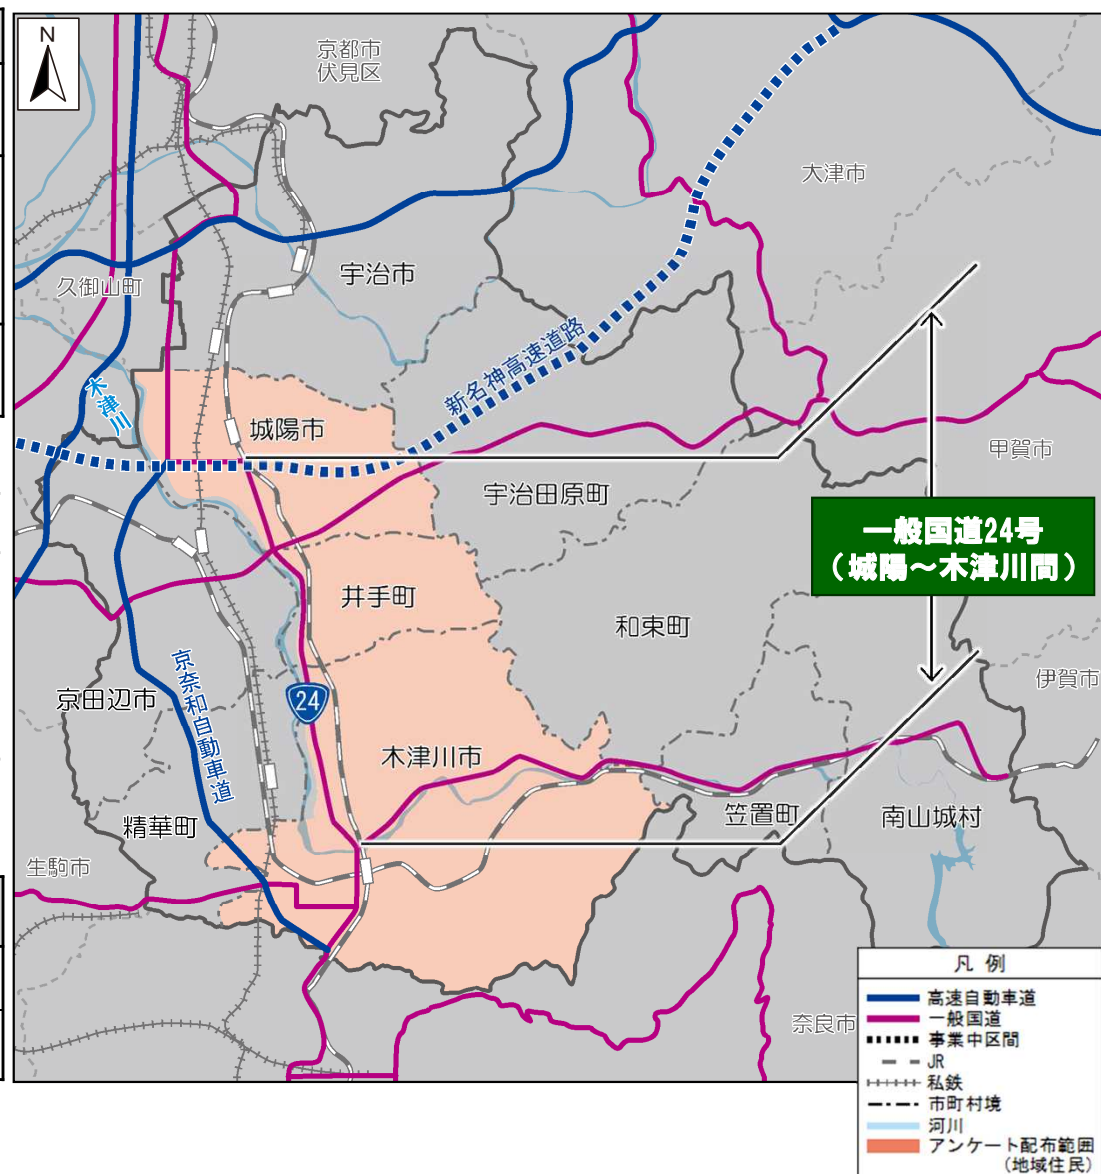 N
京都市
伏見区
大津市
久御山町
宇治市
新名神高速道路
木津川
城陽市
甲賀市
宇治田原町
一般国道24号
（城陽～木津川間）
井手町
和束町
京奈和自動車道
伊賀市
京田辺市
24
木津川市
精華町
笠置町
南山城村
生駒市
奈良市
凡 例
高速自動車道
一般国道
事業中区間
JR
私鉄
市町村境
河川
アンケート配布範囲
（地域住民）